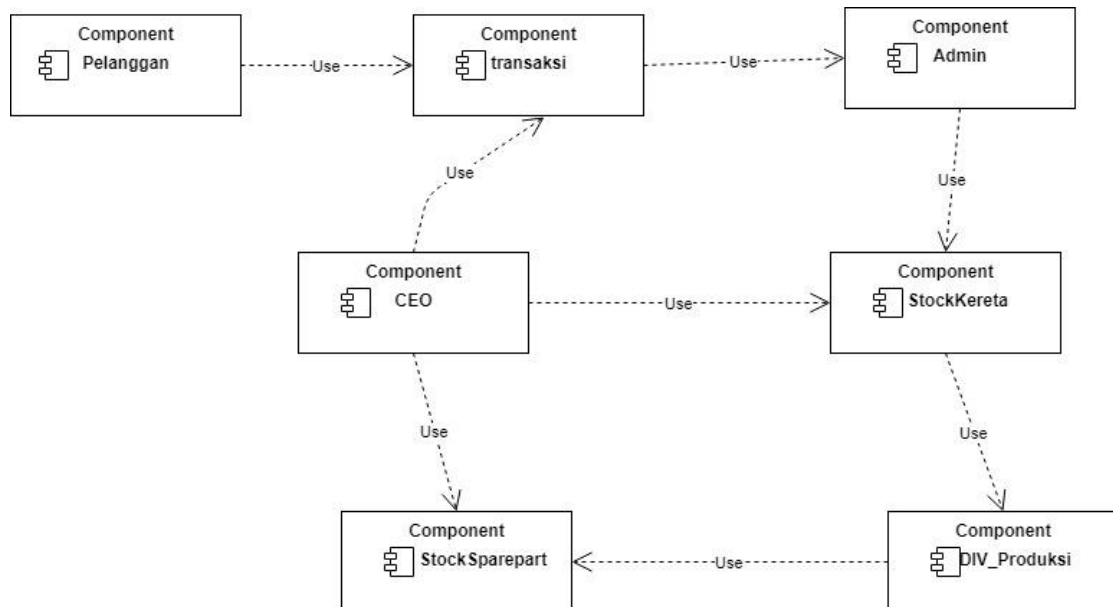 Component
Pelanggan
Use
Component
transaksi
Use
Component
Admin
Use
Use
Component
CEO
Use
Component
StockKereta
Use
Use
Component
StockSparepart
Use
Component
DIV_Produksi